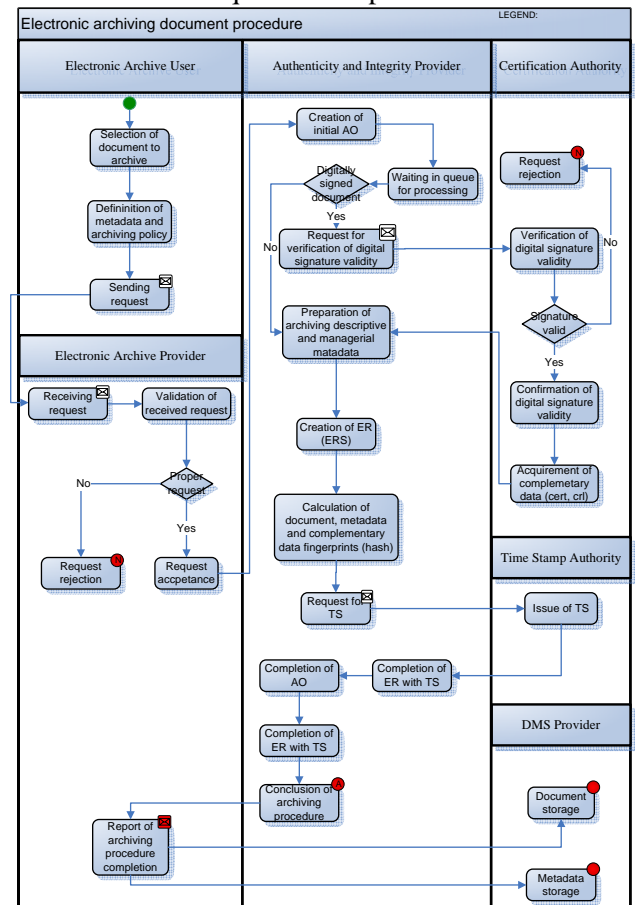 Electronic archiving document procedure
LEGEND:
Electronic Archive User
Authenticity and Integrity Provider
Certification Authority
Selection of
document to
archive
Defininition of
metadata and
archiving policy
Sending
request
Electronic Archive Provider
Receiving
request
Validation of
received request
Proper
request
No
Yes
Request
rejection
N
Request
accpetance
Creation of
initial AO
Waiting in queue
for processing
Digitally
signed
document
Yes
No
Request for
verification of digital
signature validity
Preparation of
archiving descriptive
and managerial
matadata
Creation of ER
(ERS)
Calculation of
document, metadata
and complementary
data fingerprints (hash)
Request for
TS
Request
rejection
N
Verification of
digital signature
validity
No
Signature
valid
Yes
Confirmation of
digital signature
validity
Acquirement of
complemetary
data (cert, crl)
Time Stamp Authority
Issue of TS
Completion of
ER with TS
Completion of
AO
Completion of
ER with TS
Conclusion of
archiving
procedure
A
Report of
archiving
procedure
completion
DMS Provider
Document
storage
Metadata
storage